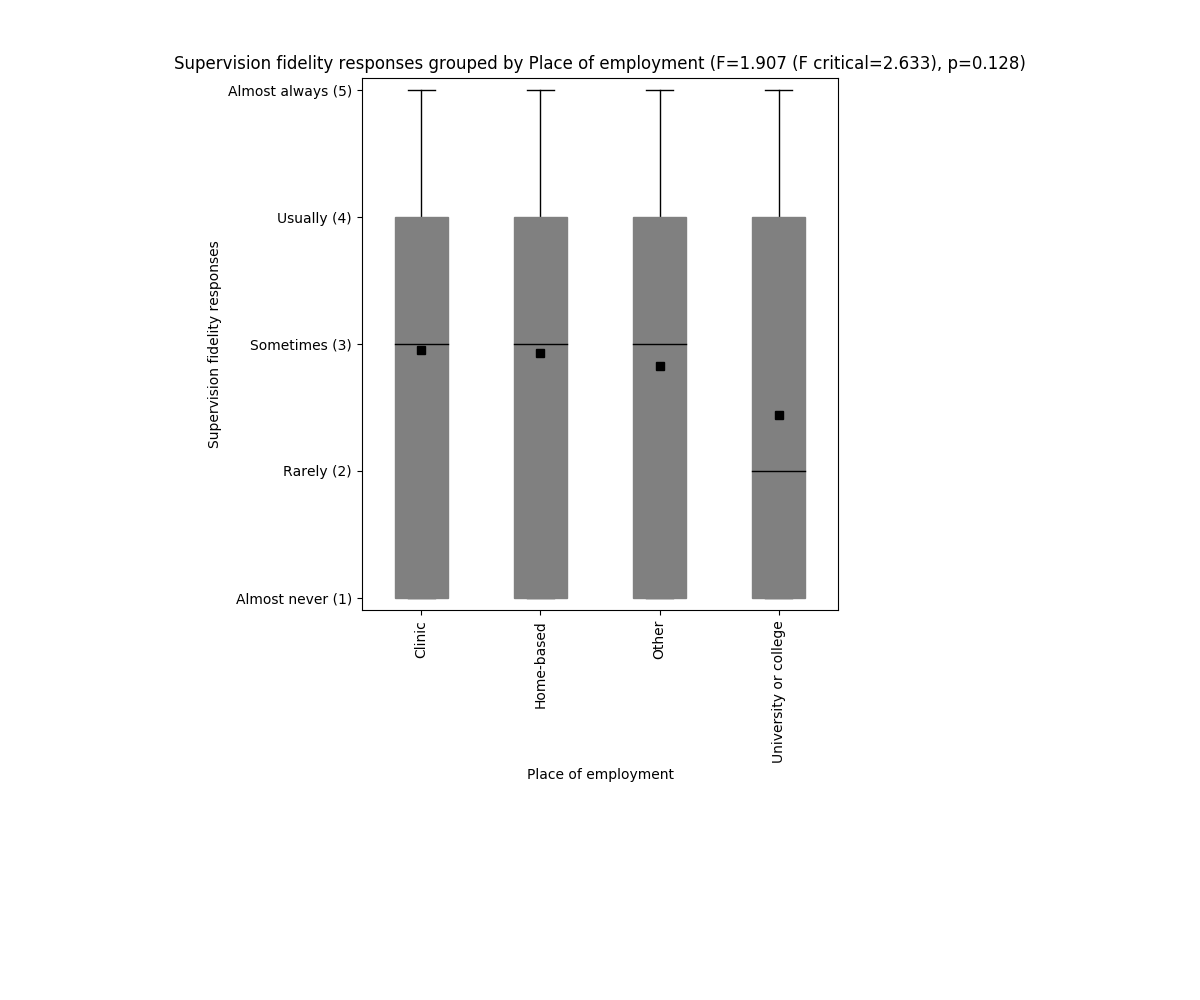 Supervision fidelity responses grouped by Place of employment (F=1.907 (F critical=2.633), p=0.128)
Almost always (5)
Usually (4)
Sometimes (3)
Rarely (2)
Almost never (1)
Supervision fidelity responses
Clinic
Home-based
Other
University or college
Place of employment